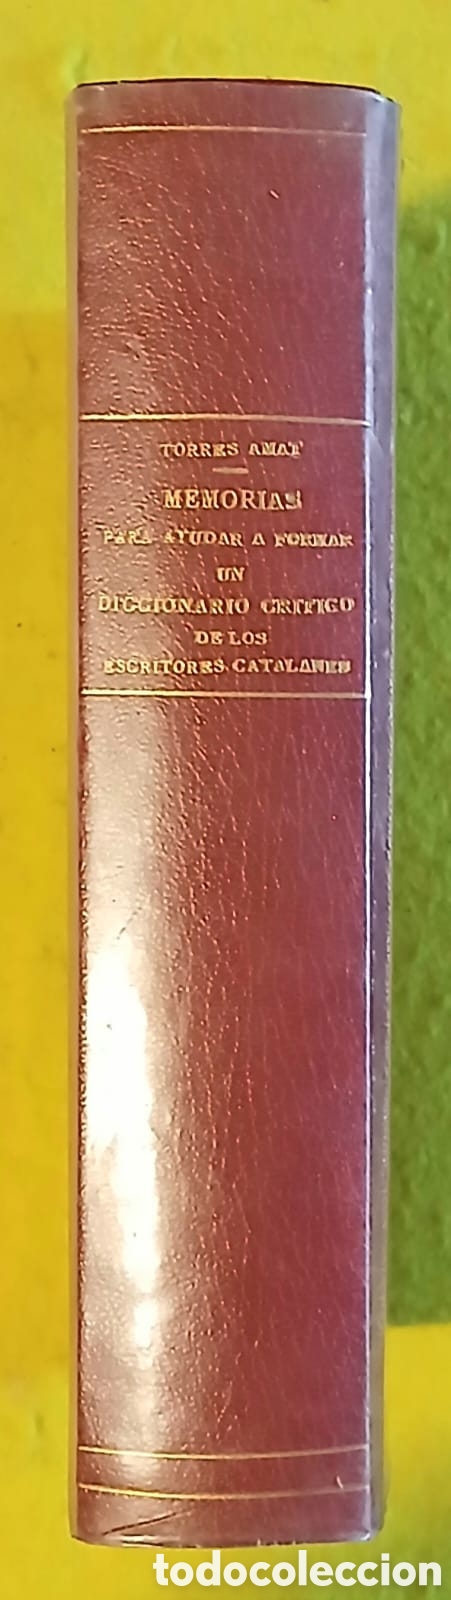 TORRES AMAT
MEMORIAS
PARA AYUDAR A FORMAR
UN
DICCIONARIO CRITICO
DE LOS
ESCRITORES CATALANES
todocoleccion